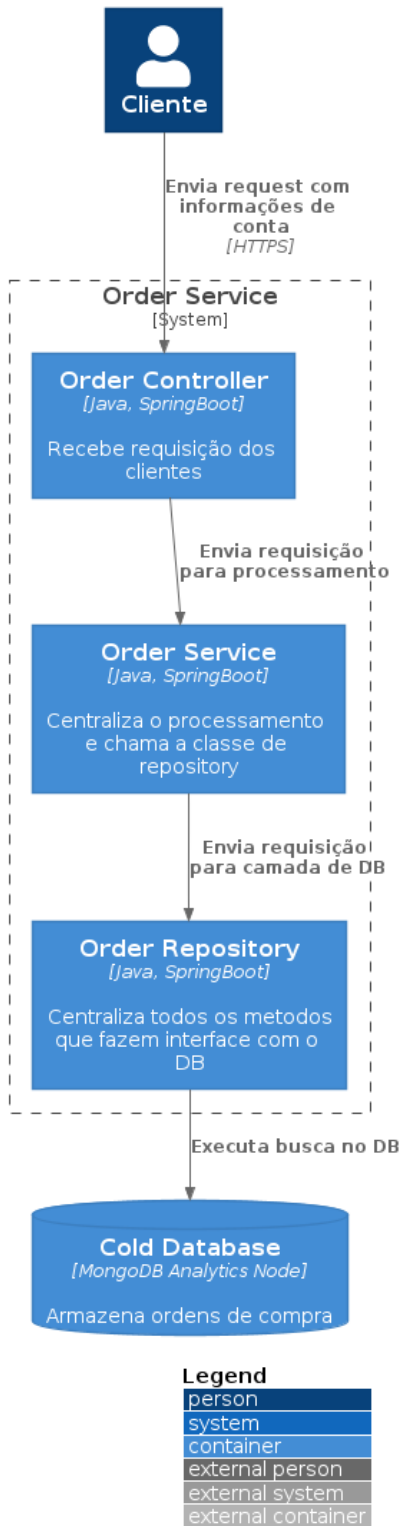 Cliente
Envia request com
informações de
conta
[HTTPS]
Order Service
[System]
Order Controller
[Java, SpringBoot]
Recebe requisição dos
clientes
Envia requisição
para processamento
Order Service
[Java, SpringBoot]
Centraliza o processamento
e chama a classe de
repository
Envia requisição
para camada de DB
Order Repository
[Java, SpringBoot]
Centraliza todos os metodos
que fazem interface com o
DB
Executa busca no DB
Cold Database
[MongoDB Analytics Node]
Armazena ordens de compra
Legend
person
system
container
external person
external system
external container